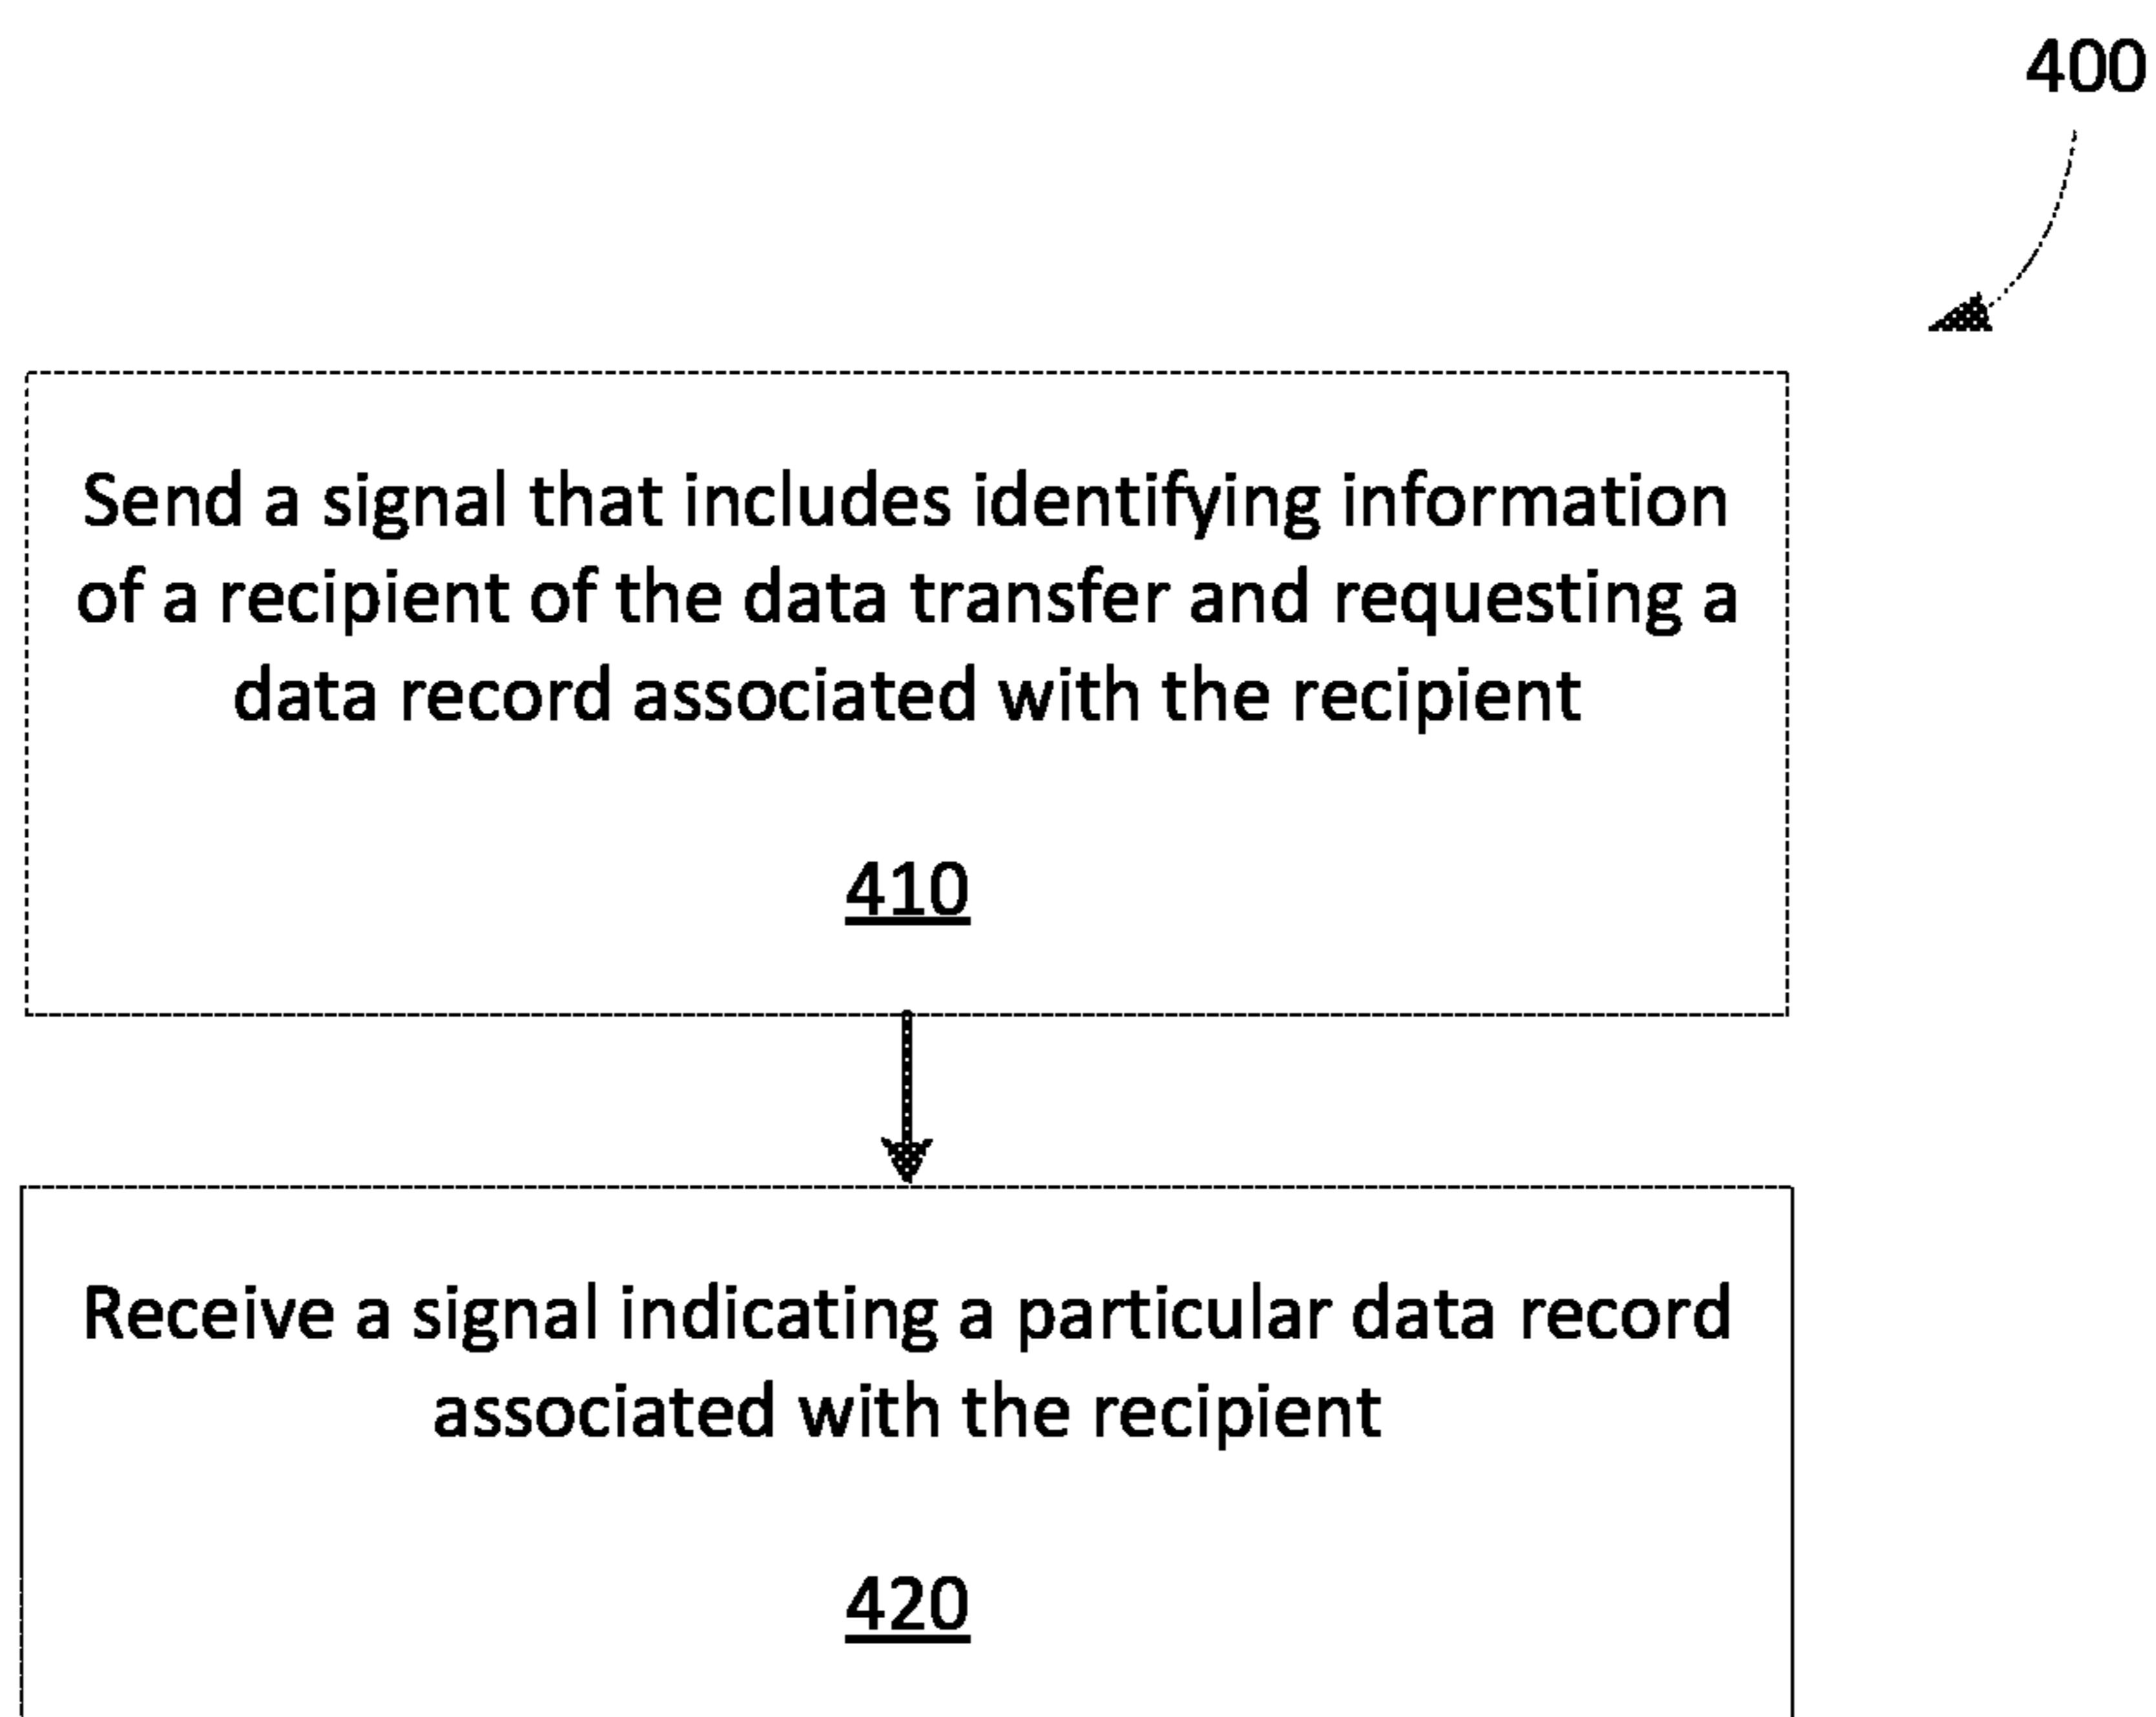 400
Send a signal that includes identifying information
of a recipient of the data transfer and requesting a
data record associated with the recipient
410
Receive a signal indicating a particular data record
associated with the recipient
420